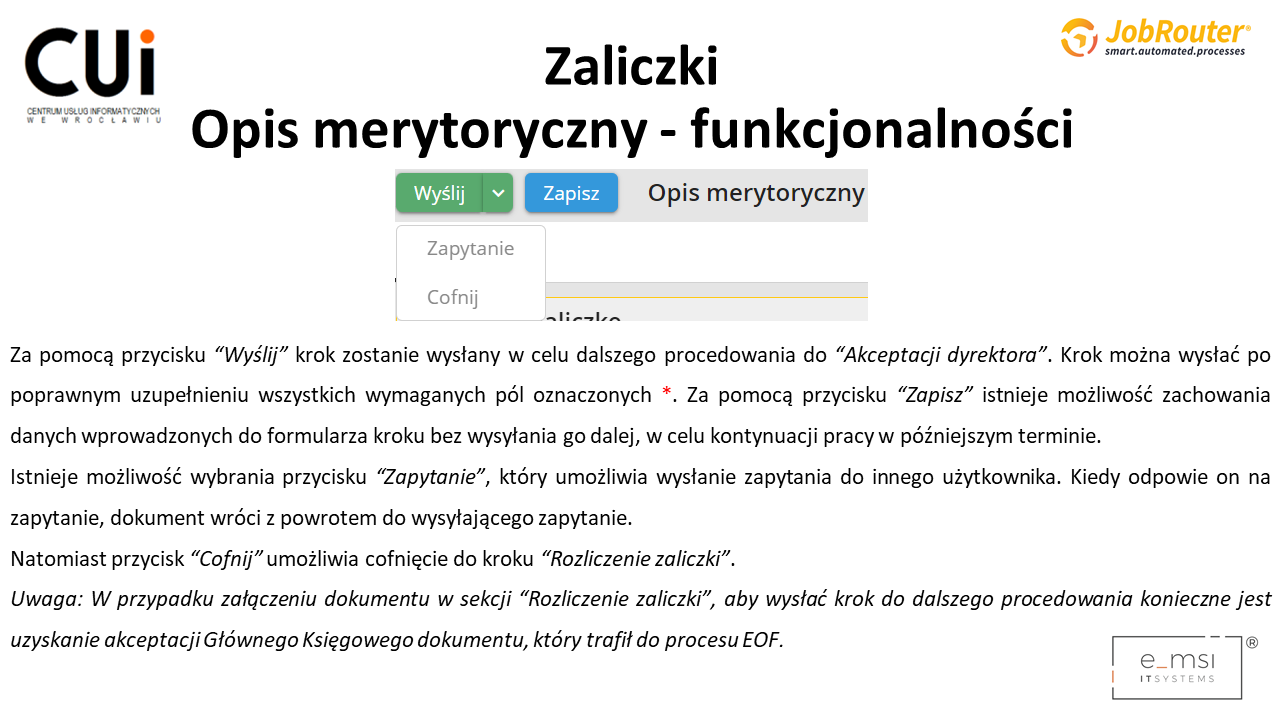 CUi
CENTRUM USŁUG INFORMATYCZNYCH
WE WROCŁAWIU
JobRouter®
smart.automated.processes
Zaliczki
Opis merytoryczny - funkcjonalności
Wyślij Zapisz Opis merytoryczny
Zapytanie
Cofnij
Za pomocą przycisku “Wyślij” krok zostanie wysłany w celu dalszego procedowania do “Akceptacji dyrektora”. Krok można wysłać po
poprawnym uzupełnieniu wszystkich wymaganych pól oznaczonych *. Za pomocą przycisku “Zapisz” istnieje możliwość zachowania
danych wprowadzonych do formularza kroku bez wysyłania go dalej, w celu kontynuacji pracy w późniejszym terminie.
Istnieje możliwość wybrania przycisku “Zapytanie”, który umożliwia wysłanie zapytania do innego użytkownika. Kiedy odpowie on na
zapytanie, dokument wróci z powrotem do wysyłającego zapytanie.
Natomiast przycisk “Cofnij” umożliwia cofnięcie do kroku “Rozliczenie zaliczki”.
Uwaga: W przypadku załączeniu dokumentu w sekcji “Rozliczenie zaliczki”, aby wysłać krok do dalszego procedowania konieczne jest
uzyskanie akceptacji Głównego Księgowego dokumentu, który trafił do procesu EOF.
e_msi ®
ITSYSTEMS